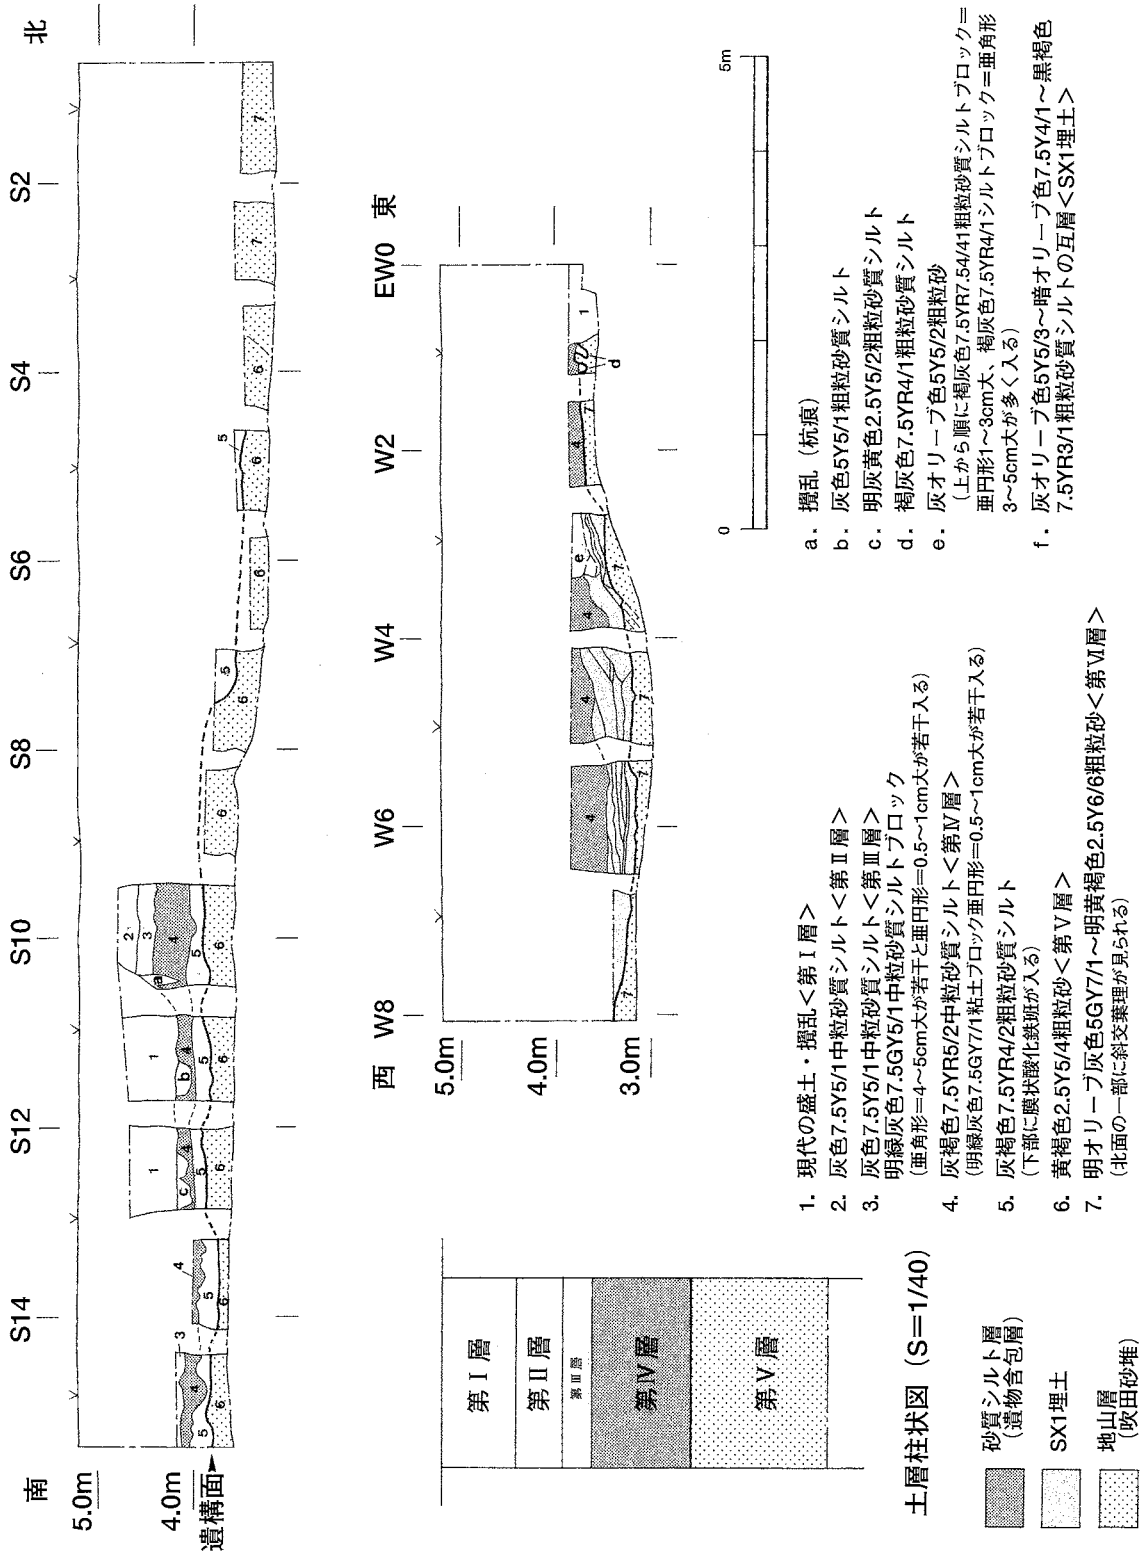 南
北
5.0m
4.0m
遺構面
S14
S12
S10
S8
S6
S4
S2
西
東
W8
W6
W4
W2
EW0
5.0m
4.0m
3.0m
0
5m
第Ⅰ層
第Ⅱ層
第Ⅲ層
第Ⅳ層
第Ⅴ層
土層柱状図（S＝1/40）
砂質シルト層
（遺物含包層）
SX1埋土
地山層
（吹田砂堆）
1．現代の盛土・攪乱＜第Ⅰ層＞
2．灰色7.5Y5/1中粒砂質シルト＜第Ⅱ層＞
3．灰色7.5Y5/1中粒砂質シルト＜第Ⅲ層＞
明緑灰色7.5GY5/1中粒砂質シルトブロック
（亜角形＝4～5cm大が若干と亜円形＝0.5～1cm大が若干入る）
4．灰褐色7.5YR5/2中粒砂質シルト＜第Ⅳ層＞
（明緑灰色7.5GY7/1粘土ブロック亜円形＝0.5～1cm大が若干入る）
5．灰褐色7.5YR4/2粗粒砂質シルト
（下部に膜状酸化鉄班が入る）
6．黄褐色2.5Y5/4粗粒砂＜第Ⅴ層＞
7．明オリーブ灰色5GY7/1～明黄褐色2.5Y6/6粗粒砂＜第Ⅵ層＞
（北面の一部に斜交葉理が見られる）
a．攪乱（杭痕）
b．灰色5Y5/1粗粒砂質シルト
c．明灰黄色2.5Y5/2粗粒砂質シルト
d．褐灰色7.5YR4/1粗粒砂質シルト
e．灰オリーブ色5Y5/2粗粒砂
（上から順に褐灰色7.5YR7.54/41粗粒砂質シルトブロック＝
亜円形1～3cm大、褐灰色7.5YR4/1シルトブロック＝亜角形
3～5cm大が多く入る）
f．灰オリーブ色5Y5/3～暗オリーブ色7.5Y4/1～黒褐色
7.5YR3/1粗粒砂質シルトの互層＜SX1埋土＞